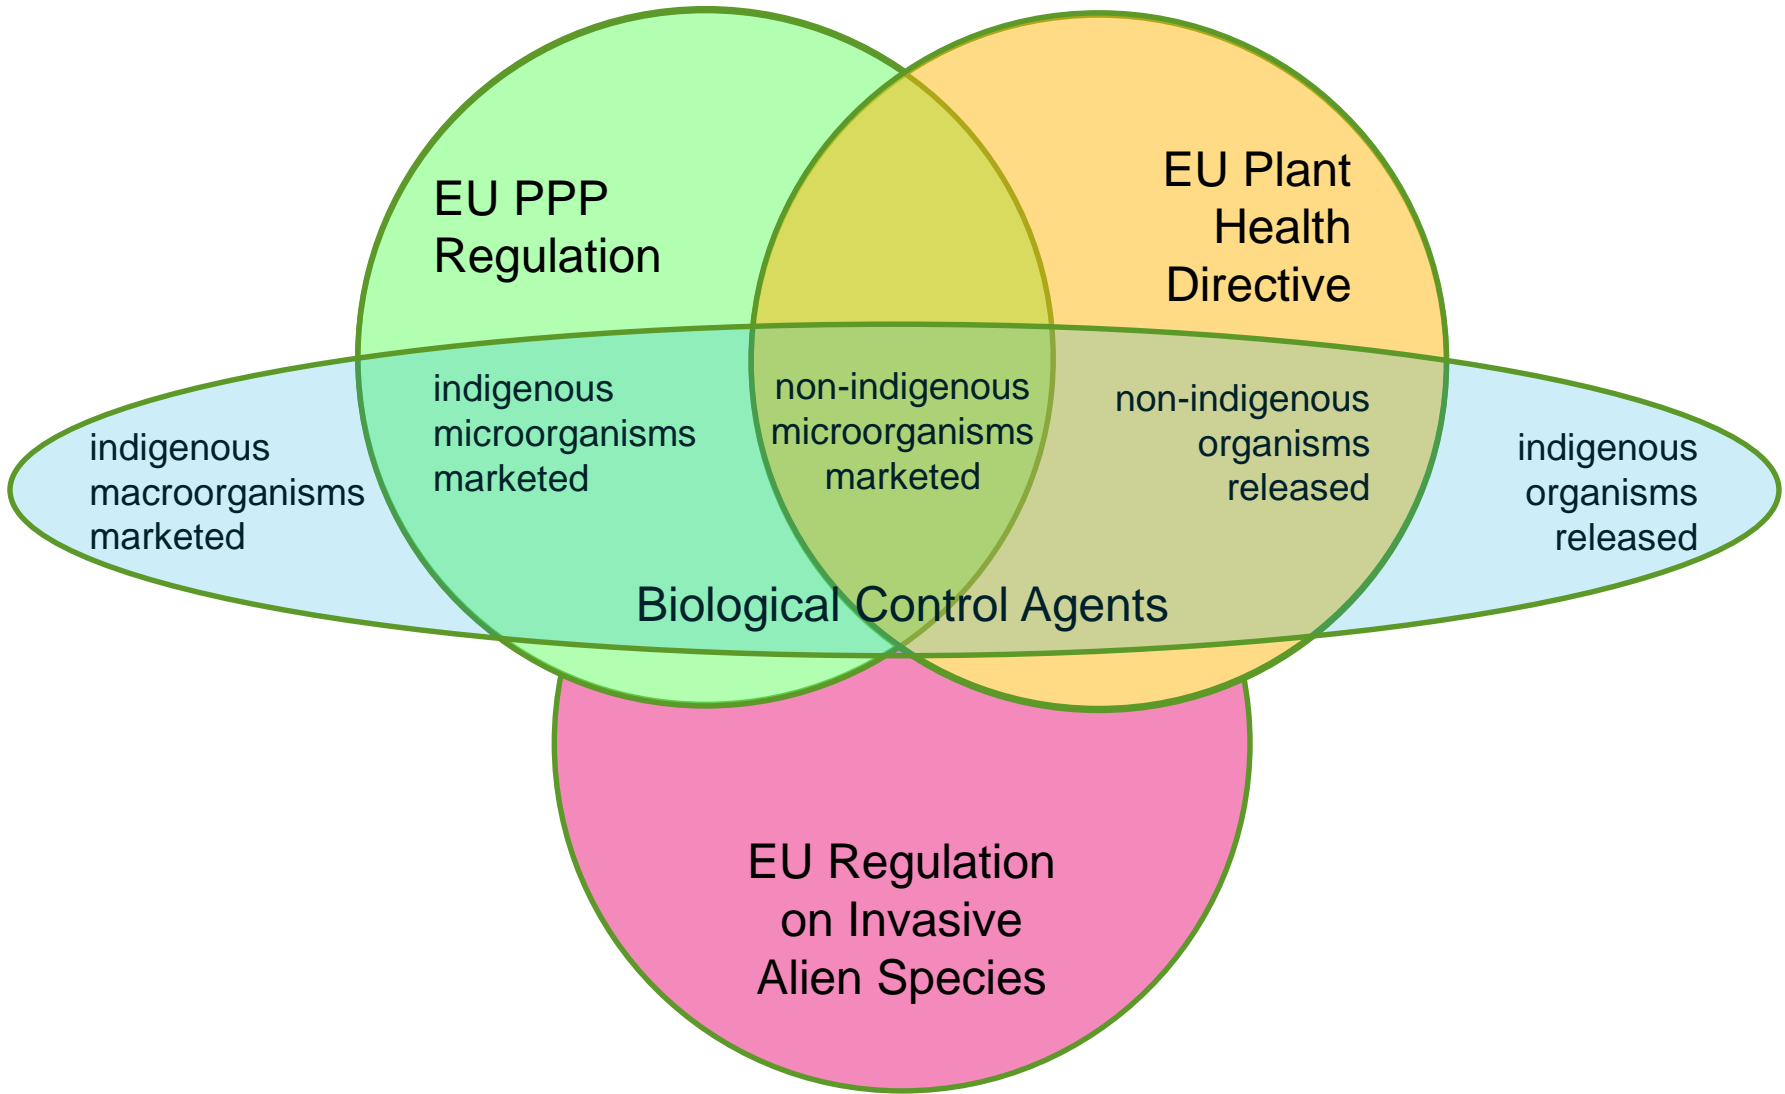 EU PPP
Regulation
EU Plant
Health
Directive
indigenous
macroorganisms
marketed
indigenous
microorganisms
marketed
non-indigenous
microorganisms
marketed
non-indigenous
organisms
released
indigenous
organisms
released
Biological Control Agents
EU Regulation
on Invasive
Alien Species